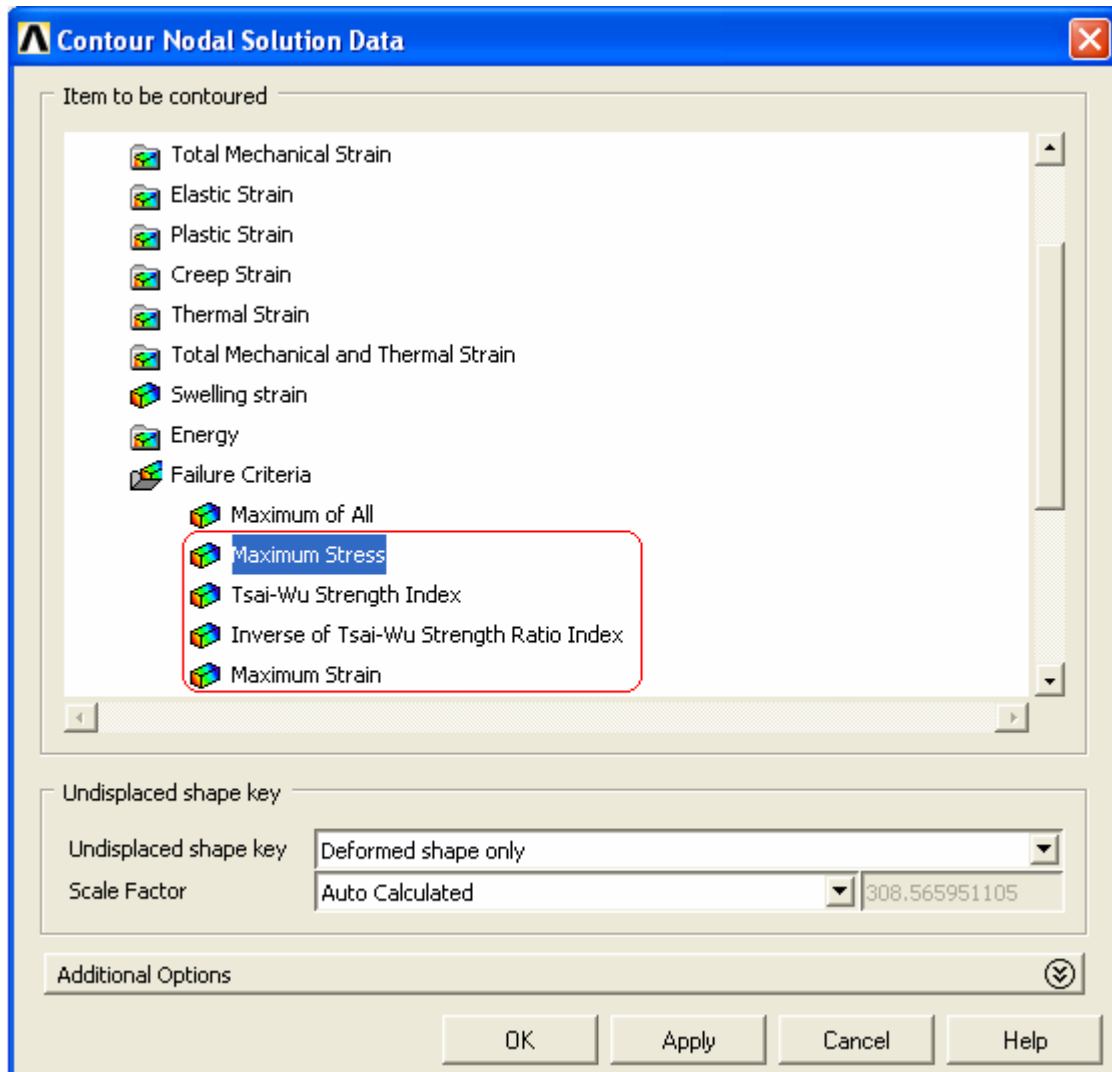 Contour Nodal Solution Data
Item to be contoured
Total Mechanical Strain
Elastic Strain
Plastic Strain
Creep Strain
Thermal Strain
Total Mechanical and Thermal Strain
Swelling strain
Energy
Failure Criteria
Maximum of All
Maximum Stress
Tsai-Wu Strength Index
Inverse of Tsai-Wu Strength Ratio Index
Maximum Strain
Undisplaced shape key
Undisplaced shape key Deformed shape only
Scale Factor Auto Calculated 308.565951105
Additional Options
OK Apply Cancel Help